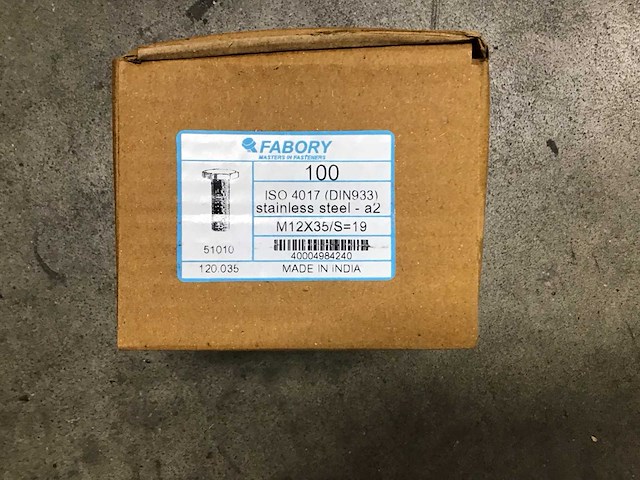 FABORY
MASTERS IN FASTENERS
100
ISO 4017 (DIN933)
stainless steel - a2
M12X35/S=19
51010
40004984240
120.035
MADE IN INDIA